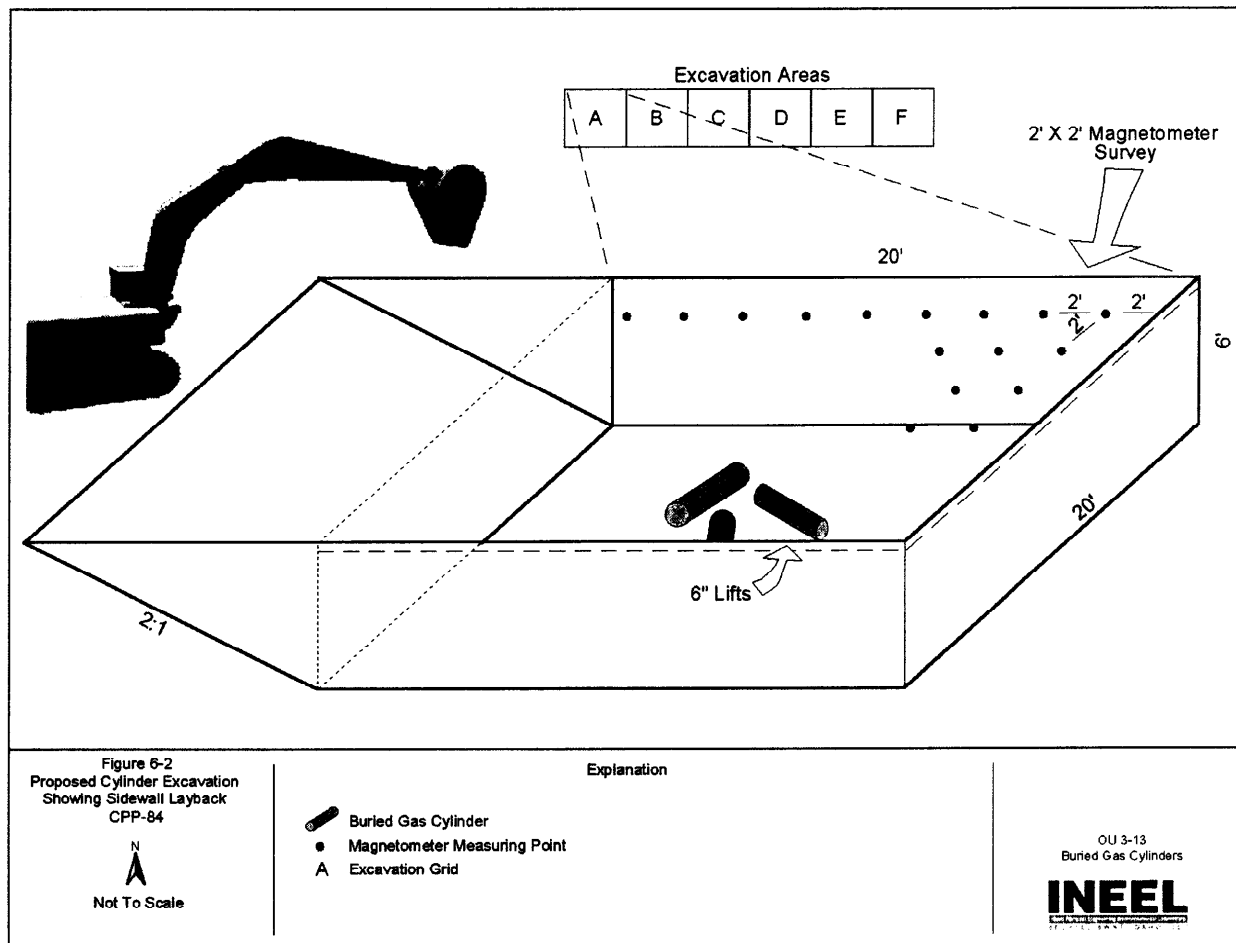 Excavation Areas
A B C D E F
2' X 2' Magnetometer
Survey
20'
2' 2'
2'
6'
20'
6" Lifts
2:1
Figure 6-2
Proposed Cylinder Excavation
Showing Sidewall Layback
CPP-84
N
Not To Scale
Explanation
Buried Gas Cylinder
Magnetometer Measuring Point
A Excavation Grid
OU 3-13
Buried Gas Cylinders
INEEL